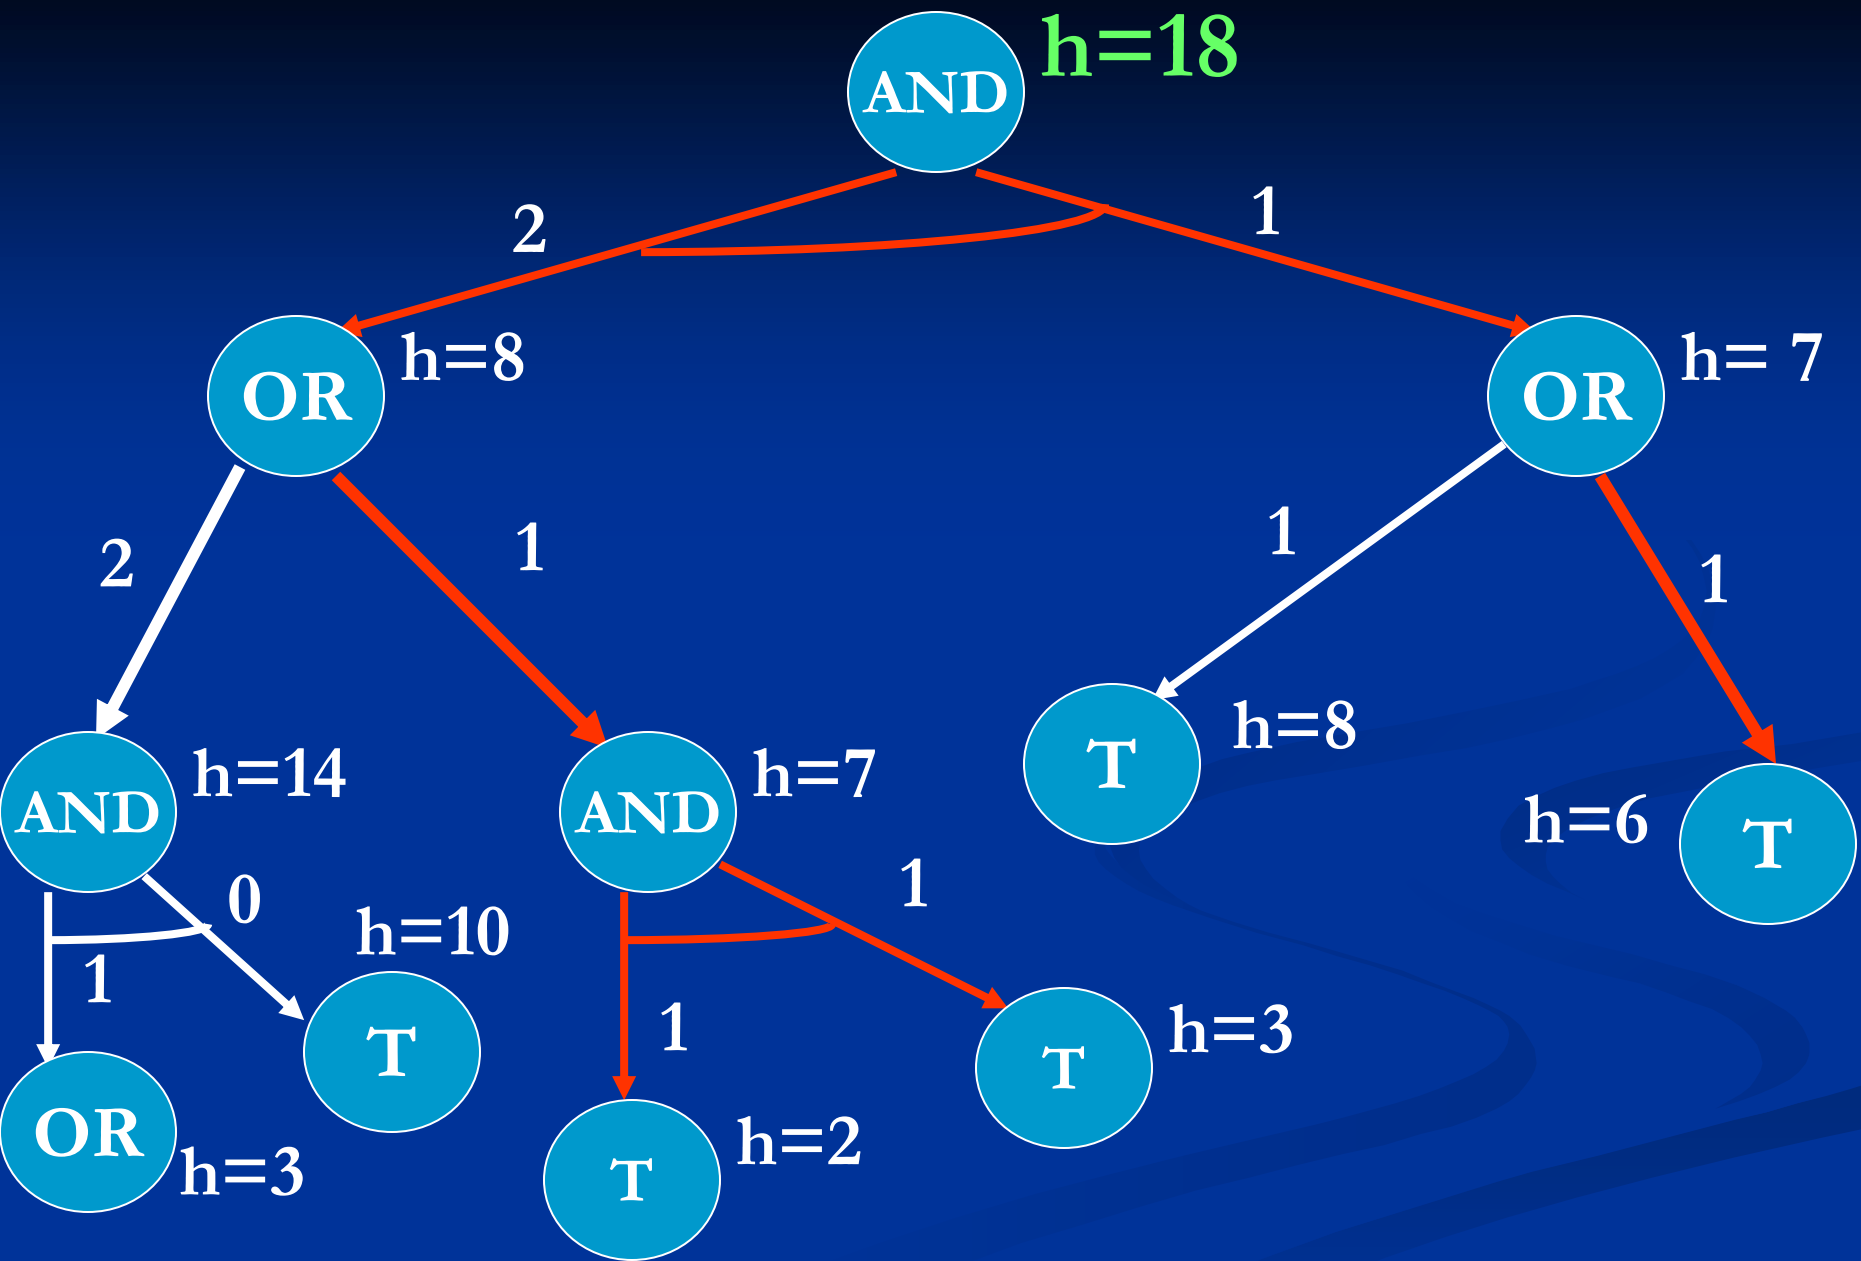 AND h=18
2 1
OR h=8 OR h= 7
2 1 1 1
AND h=14 AND h=7 T h=8
h=6 T
0 h=10 1
1 T 1 T h=3
OR h=3 T h=2